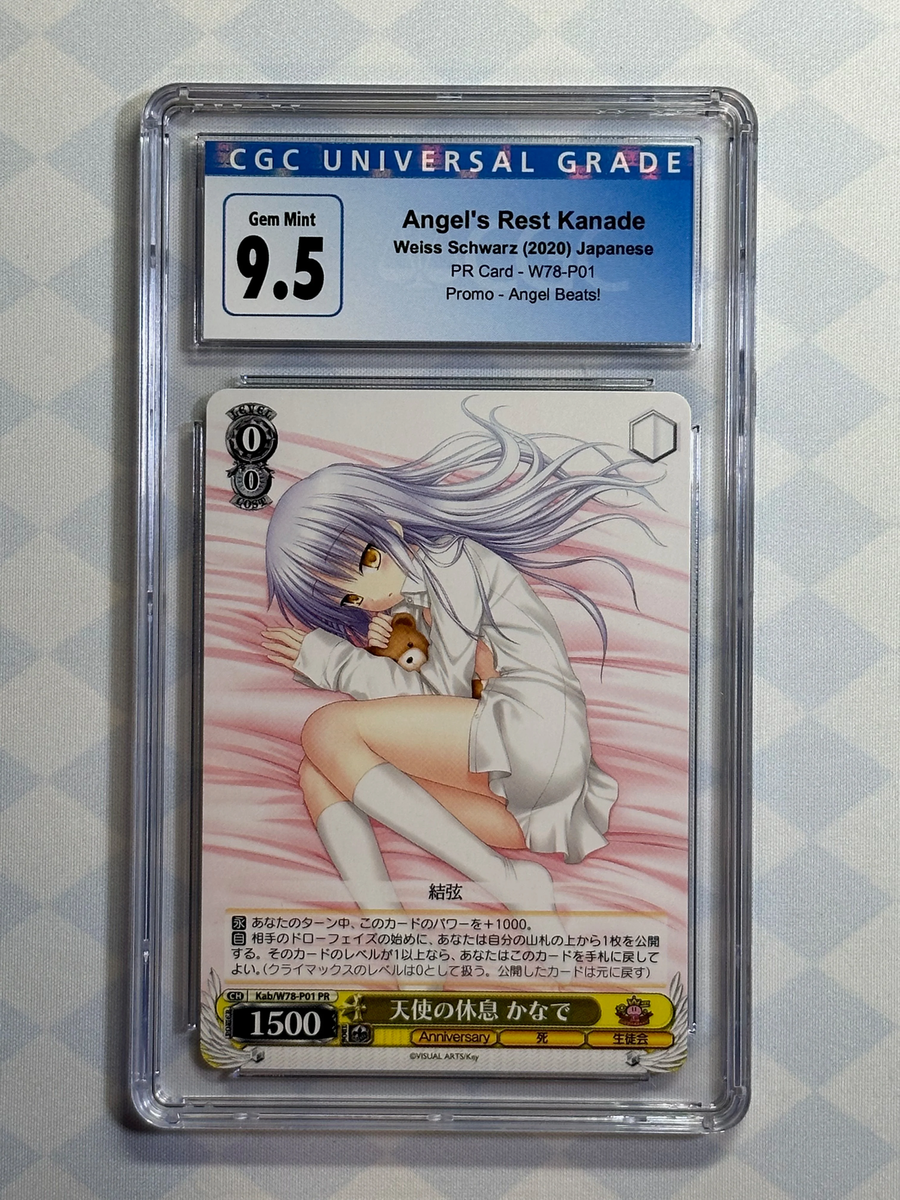 CGC UNIVERSAL GRADE
Gem Mint
9.5
Angel's Rest Kanade
Weiss Schwarz (2020) Japanese
PR Card - W78-P01
Promo - Angel Beats!
LEVEL
0
0
COST
結弦
永 あなたのターン中、このカードのパワーを+1000。
自 相手のドローフェイズの始めに、あなたは自分の山札の上から1枚を公開
する。そのカードのレベルが1以上なら、あなたはこのカードを手札に戻して
よい。(クライマックスのレベルは0として扱う。公開したカードは元に戻す)
CH Kab/W78-P01 PR
天使の休息 かなで
POWER 1500
Anniversary 死 生徒会
©VISUAL ARTS/Key